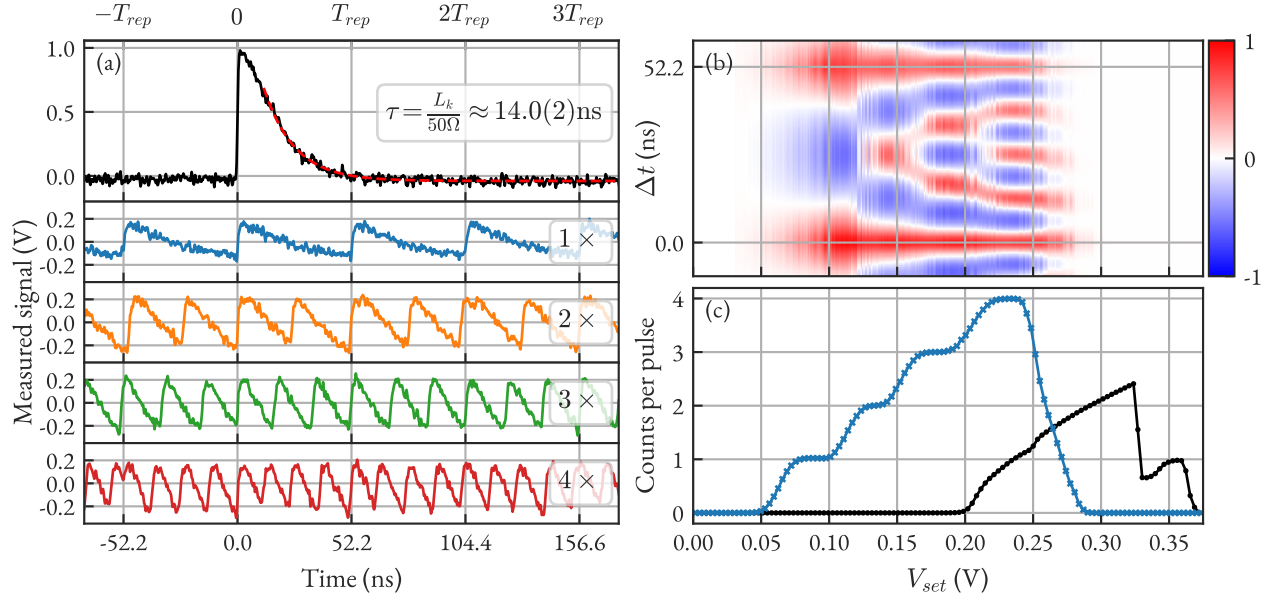 −T_rep 0 T_rep 2T_rep 3T_rep
(a)
1.0
0.5
0.0
τ = L_k/50Ω ≈ 14.0(2)ns
Measured signal (V)
0.2
0.0
-0.2
1 ×
0.2
0.0
-0.2
2 ×
0.2
0.0
-0.2
3 ×
0.2
0.0
-0.2
4 ×
-52.2 0.0 52.2 104.4 156.6
Time (ns)
(b)
52.2
0.0
Δt (ns)
1
0
-1
(c)
Counts per pulse
4
3
2
1
0
0.00 0.05 0.10 0.15 0.20 0.25 0.30 0.35
V_set (V)